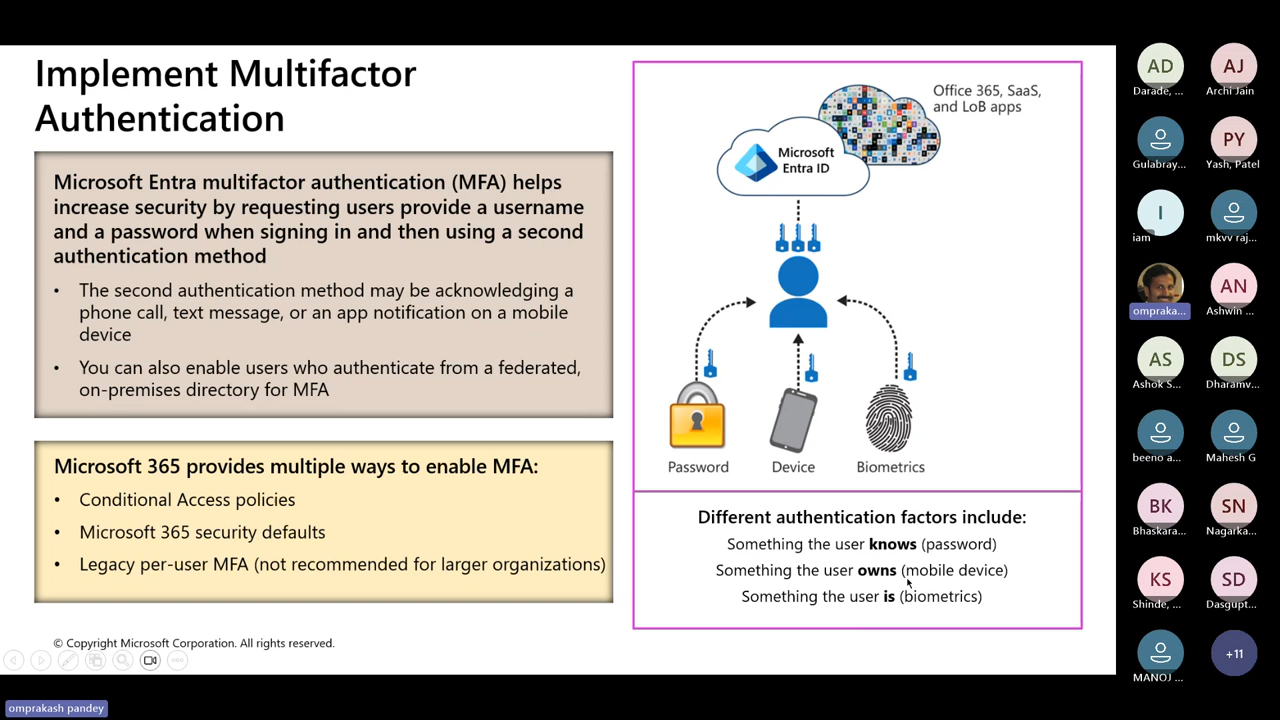 Implement Multifactor
Authentication
Microsoft Entra multifactor authentication (MFA) helps
increase security by requesting users provide a username
and a password when signing in and then using a second
authentication method
• The second authentication method may be acknowledging a
phone call, text message, or an app notification on a mobile
device
• You can also enable users who authenticate from a federated,
on-premises directory for MFA
Microsoft 365 provides multiple ways to enable MFA:
• Conditional Access policies
• Microsoft 365 security defaults
• Legacy per-user MFA (not recommended for larger organizations)
© Copyright Microsoft Corporation. All rights reserved.
Office 365, SaaS,
and LoB apps
Microsoft
Entra ID
Password
Device
Biometrics
Different authentication factors include:
Something the user knows (password)
Something the user owns (mobile device)
Something the user is (biometrics)
AD
Darade, ...
AJ
Archi Jain
Gulabray...
PY
Yash, Patel
I
iam
mkvv raj...
ompraka...
AN
Ashwin ...
AS
Ashok S...
DS
Dharamv...
beeno a...
Mahesh G
BK
Bhaskara...
SN
Nagarka...
KS
Shinde, ...
SD
Dasgupt...
MANOJ ...
+11
omprakash pandey